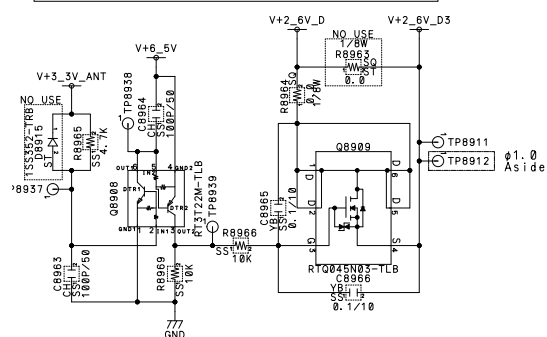 V+2_6V_D
V+2_6V_D3
NO USE
1/8W
R8963
SQ
ST
0.0
V+6_5V
V+3_3V_ANT
TP8938
C8964
CH
SS
100P/50
R8964
SQ
0.0
1/8W
NO USE
1SS352-TRB
D8915
ST
R8965
SS
4.7K
TP8911
TP8912
φ1.0
Aside
Q8909
OUT1
6
5
4
GND2
IN2
DTR1
DTR2
GND1
1
2
3
IN1
OUT2
Q8908
RT3T22M-TLB
TP8939
C8965
YB
SS
0.1/10
1
D
D
2
G
3
D
6
D
5
S
4
R8966
SS
10K
RTQ045N03-TLB
C8966
YB
SS
0.1/10
C8963
CH
SS
100P/50
R8969
SS
10K
GND